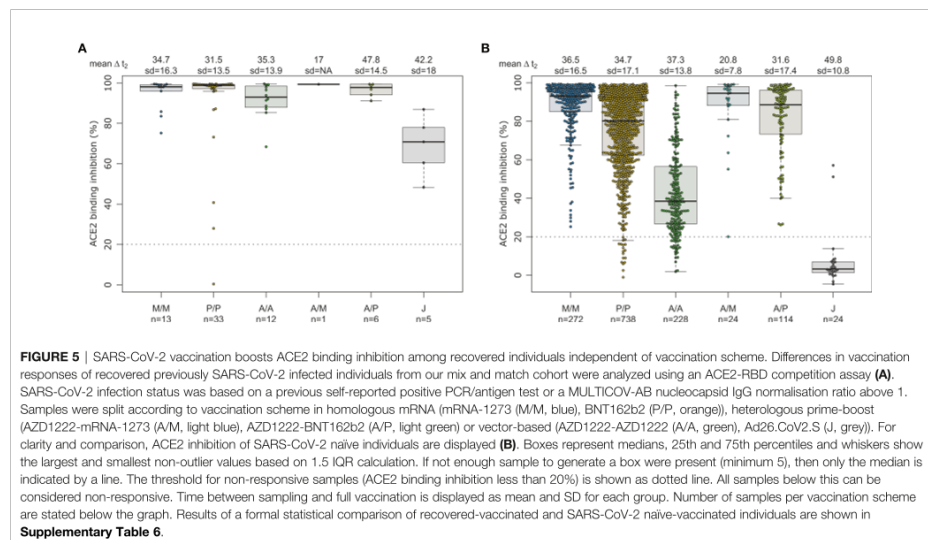 A
mean Δ t₂ 34.7 31.5 35.3 17 47.8 42.2
sd=16.3 sd=13.5 sd=13.9 sd=NA sd=14.5 sd=18
ACE2 binding inhibition (%)
100
80
60
40
20
0
M/M P/P A/A A/M A/P J
n=13 n=33 n=12 n=1 n=6 n=5
B
mean Δ t₂ 36.5 34.7 37.3 20.8 31.6 49.8
sd=16.5 sd=17.1 sd=13.8 sd=7.8 sd=17.4 sd=10.8
ACE2 binding inhibition (%)
100
80
60
40
20
0
M/M P/P A/A A/M A/P J
n=272 n=738 n=228 n=24 n=114 n=24
FIGURE 5 | SARS-CoV-2 vaccination boosts ACE2 binding inhibition among recovered individuals independent of vaccination scheme. Differences in vaccination
responses of recovered previously SARS-CoV-2 infected individuals from our mix and match cohort were analyzed using an ACE2-RBD competition assay (A).
SARS-CoV-2 infection status was based on a previous self-reported positive PCR/antigen test or a MULTICOV-AB nucleocapsid IgG normalisation ratio above 1.
Samples were split according to vaccination scheme in homologous mRNA (mRNA-1273 (M/M, blue), BNT162b2 (P/P, orange)), heterologous prime-boost
(AZD1222-mRNA-1273 (A/M, light blue), AZD1222-BNT162b2 (A/P, light green) or vector-based (AZD1222-AZD1222 (A/A, green), Ad26.CoV2.S (J, grey)). For
clarity and comparison, ACE2 inhibition of SARS-CoV-2 naïve individuals are displayed (B). Boxes represent medians, 25th and 75th percentiles and whiskers show
the largest and smallest non-outlier values based on 1.5 IQR calculation. If not enough sample to generate a box were present (minimum 5), then only the median is
indicated by a line. The threshold for non-responsive samples (ACE2 binding inhibition less than 20%) is shown as dotted line. All samples below this can be
considered non-responsive. Time between sampling and full vaccination is displayed as mean and SD for each group. Number of samples per vaccination scheme
are stated below the graph. Results of a formal statistical comparison of recovered-vaccinated and SARS-CoV-2 naïve-vaccinated individuals are shown in
Supplementary Table 6.